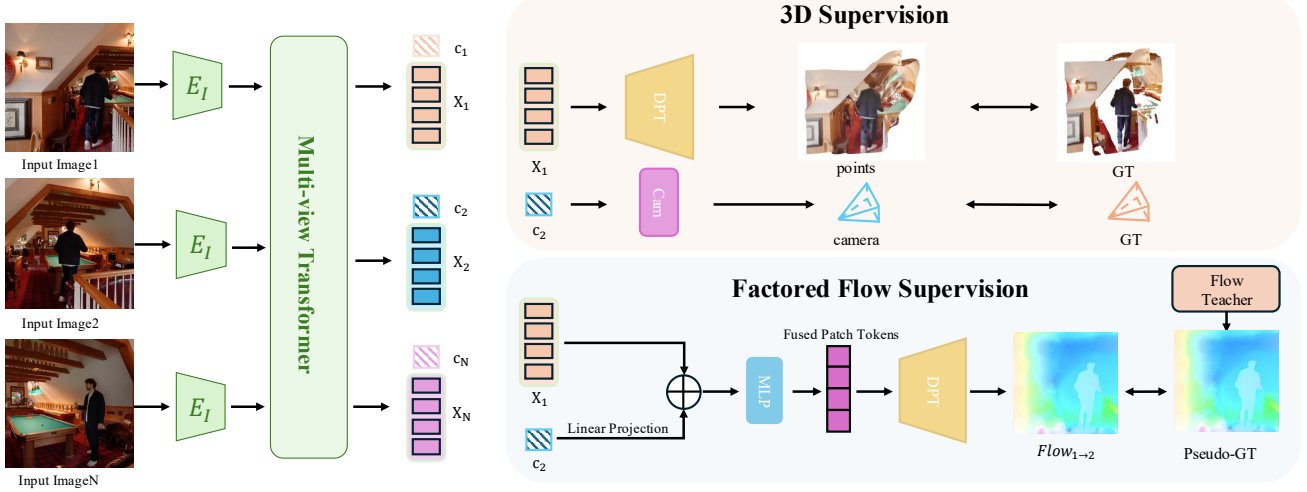 Input Image1
Input Image2
Input ImageN
E_I
E_I
E_I
Multi-view Transformer
c_1
X_1
c_2
X_2
c_N
X_N
3D Supervision
X_1
DPT
points
GT
c_2
Cam
camera
GT
Factored Flow Supervision
Flow
Teacher
X_1
Fused Patch Tokens
MLP
DPT
Linear Projection
c_2
Flow_{1→2}
Pseudo-GT